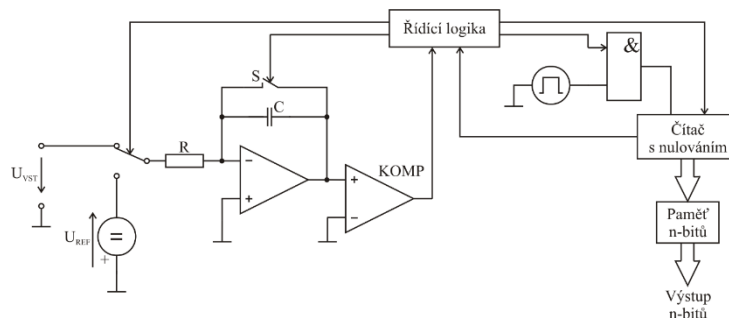 Řídící logika
&
S
C
R
KOMP
Čítač
s nulováním
U_VST
U_REF
=
+
−
+
+
−
Paměť
n-bitů
Výstup
n-bitů